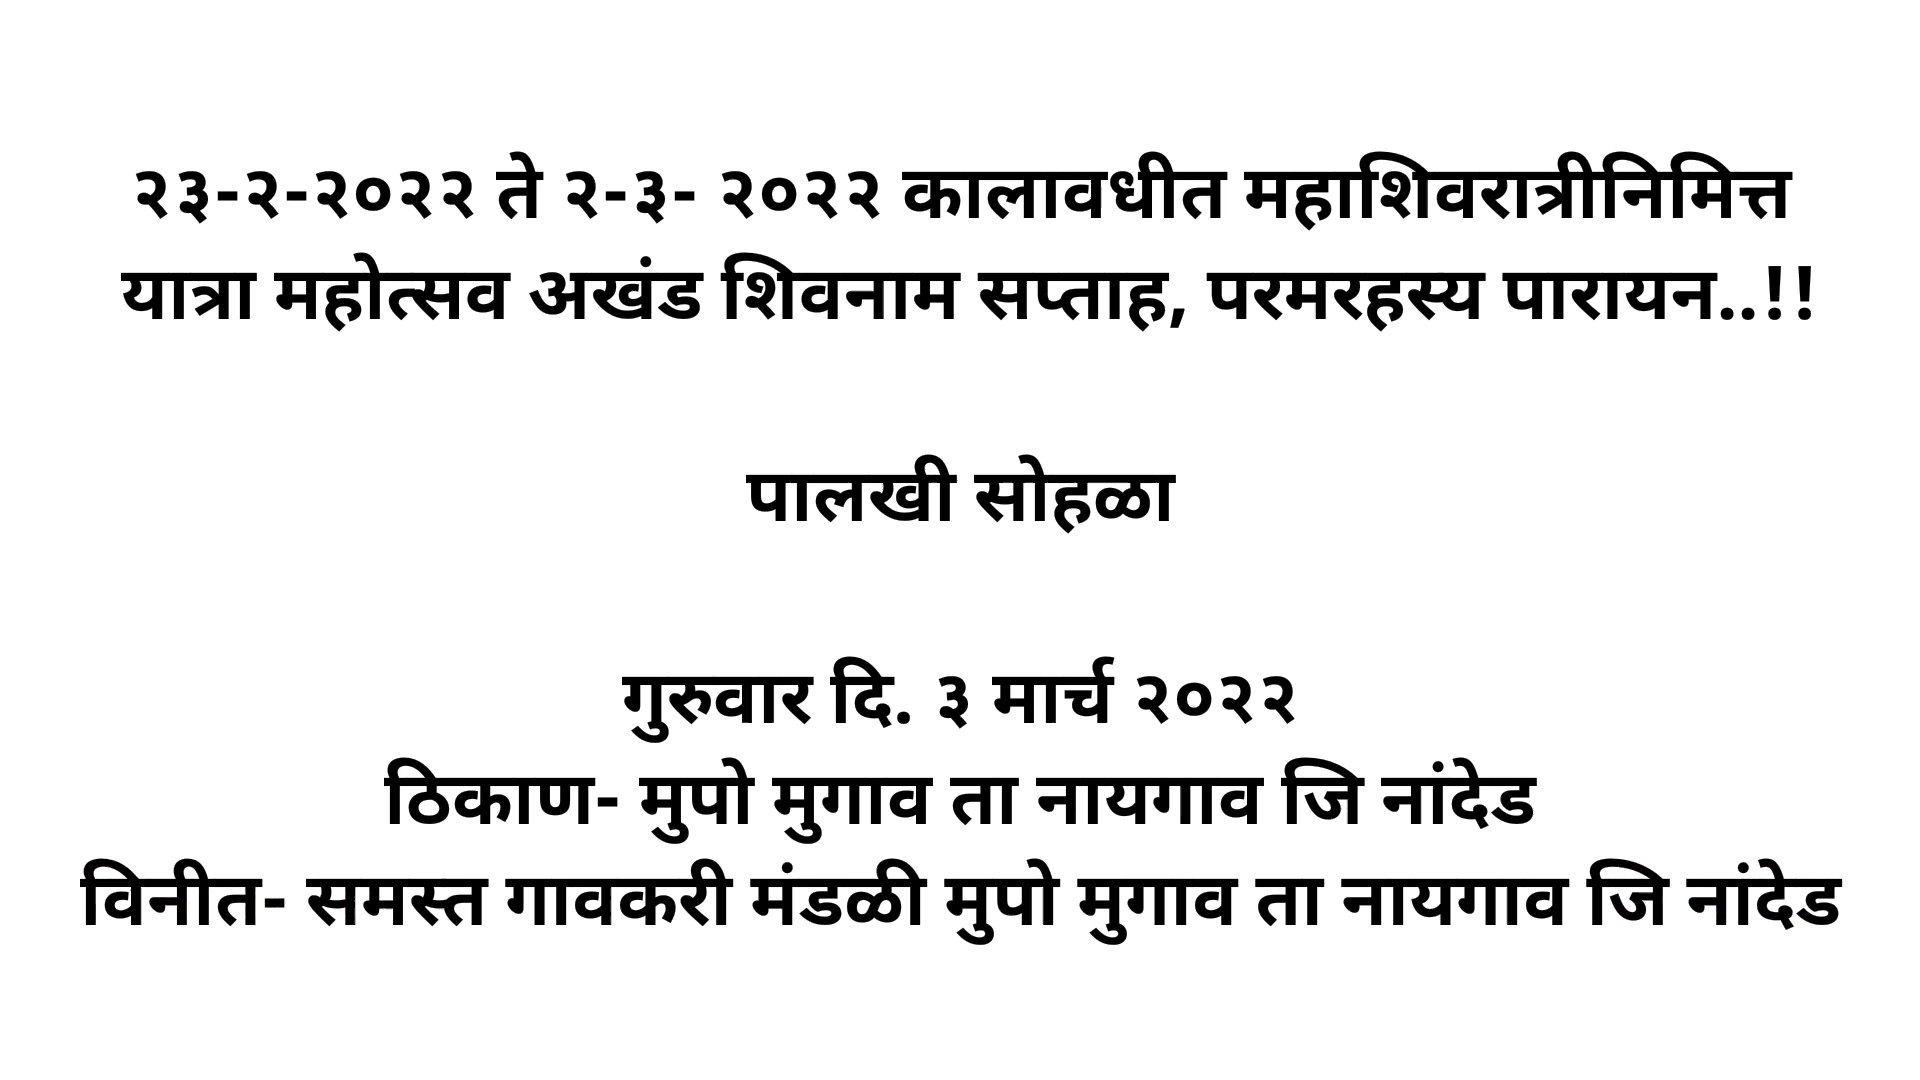 २३-२-२०२२ ते २-३- २०२२ कालावधीत महाशिवरात्रीनिमित्त
यात्रा महोत्सव अखंड शिवनाम सप्ताह, परमरहस्य पारायन..!!
पालखी सोहळा
गुरुवार दि. ३ मार्च २०२२
ठिकाण- मुपो मुगाव ता नायगाव जि नांदेड
विनीत- समस्त गावकरी मंडळी मुपो मुगाव ता नायगाव जि नांदेड